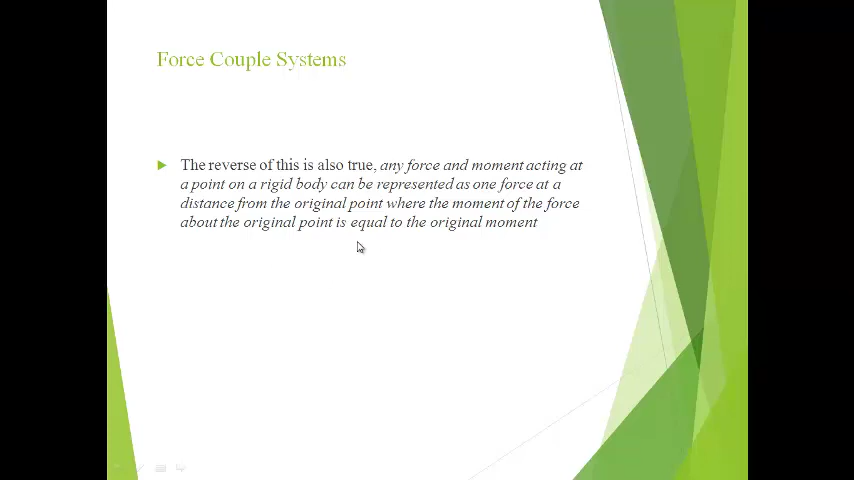 Force Couple Systems
The reverse of this is also true, any force and moment acting at
a point on a rigid body can be represented as one force at a
distance from the original point where the moment of the force
about the original point is equal to the original moment